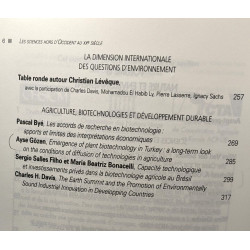 6 LES SCIENCES HORS D'OCCIDENT AU XXe SIÈCLE
LA DIMENSION INTERNATIONALE
DES QUESTIONS D'ENVIRONNEMENT
Table ronde autour Christian Lévêque,
avec la participation de Charles Davis, Mohamedou El Habib Ly, Pierre Lasserre, Ignacy Sachs 257
AGRICULTURE, BIOTECHNOLOGIES ET DÉVELOPPEMENT DURABLE
Pascal Byé. Les accords de recherche en biotechnologie :
apports et limites des interprétations économiques 269
Ayse Gözen. Emergence of plant biotechnology in Turkey : a long-term look
on the conditions of diffusion of technologies in agriculture 285
Sergio Salles Filho et Maria Beatriz Bonacelli. Capacité technologique
et investissements privés dans la biotechnologie agricole au Brésil 299
Charles H. Davis. The Earth Summit and the Promotion of Environmentally
Sound Industrial Innovation in Developing Countries 317